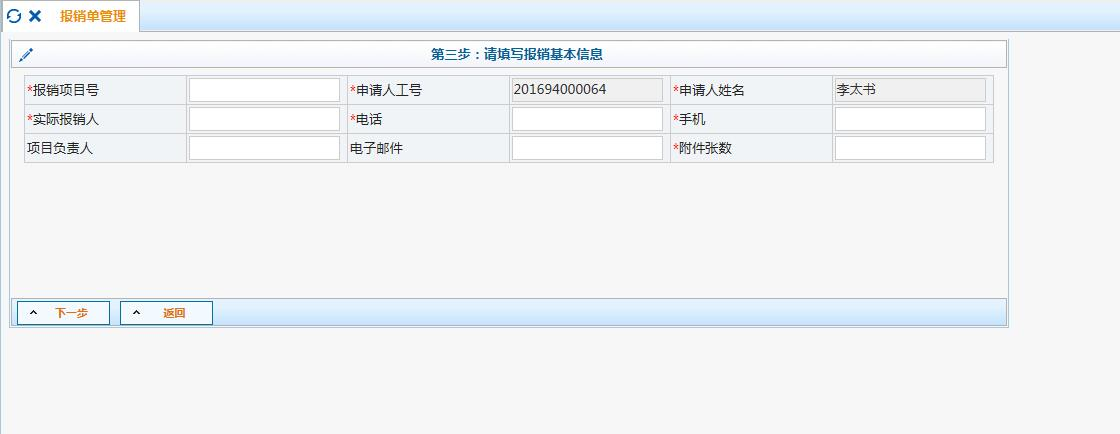 报销单管理
第三步：请填写报销基本信息
*报销项目号 *申请人工号 201694000064 *申请人姓名 李太书
*实际报销人 *电话 *手机
项目负责人 电子邮件 *附件张数
下一步 返回